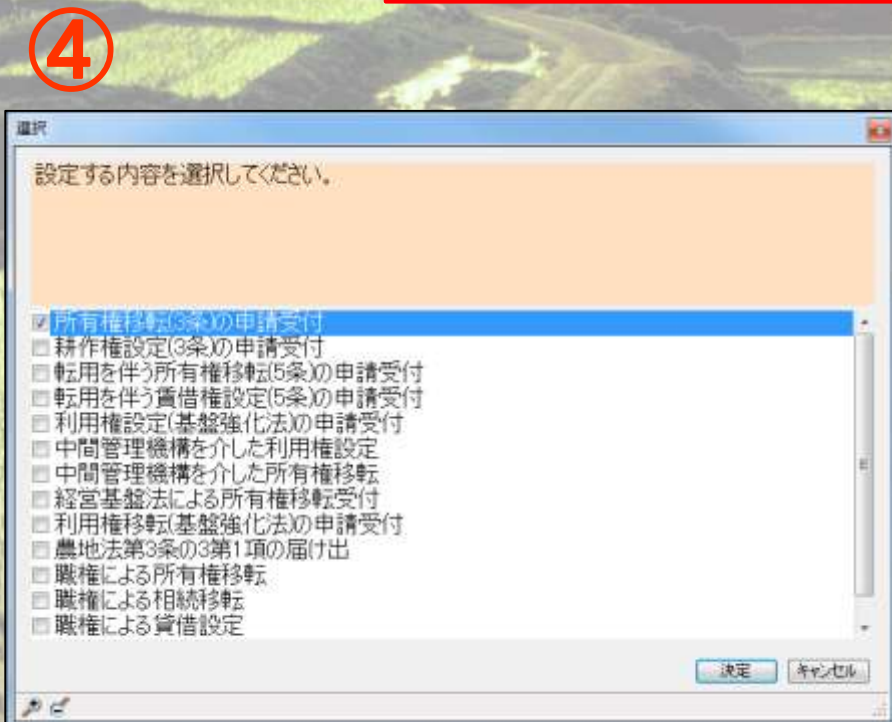 ④
選択
設定する内容を選択してください。
所有権移転(3条)の申請受付
耕作権設定(3条)の申請受付
転用を伴う所有権移転(5条)の申請受付
転用を伴う賃借権設定(5条)の申請受付
利用権設定(基盤強化法)の申請受付
中間管理機構を介した利用権設定
中間管理機構を介した所有権移転
経営基盤法による所有権移転受付
利用権移転(基盤強化法)の申請受付
農地法第3条の3第1項の届け出
職権による所有権移転
職権による相続移転
職権による貸借設定
決定 キャンセル